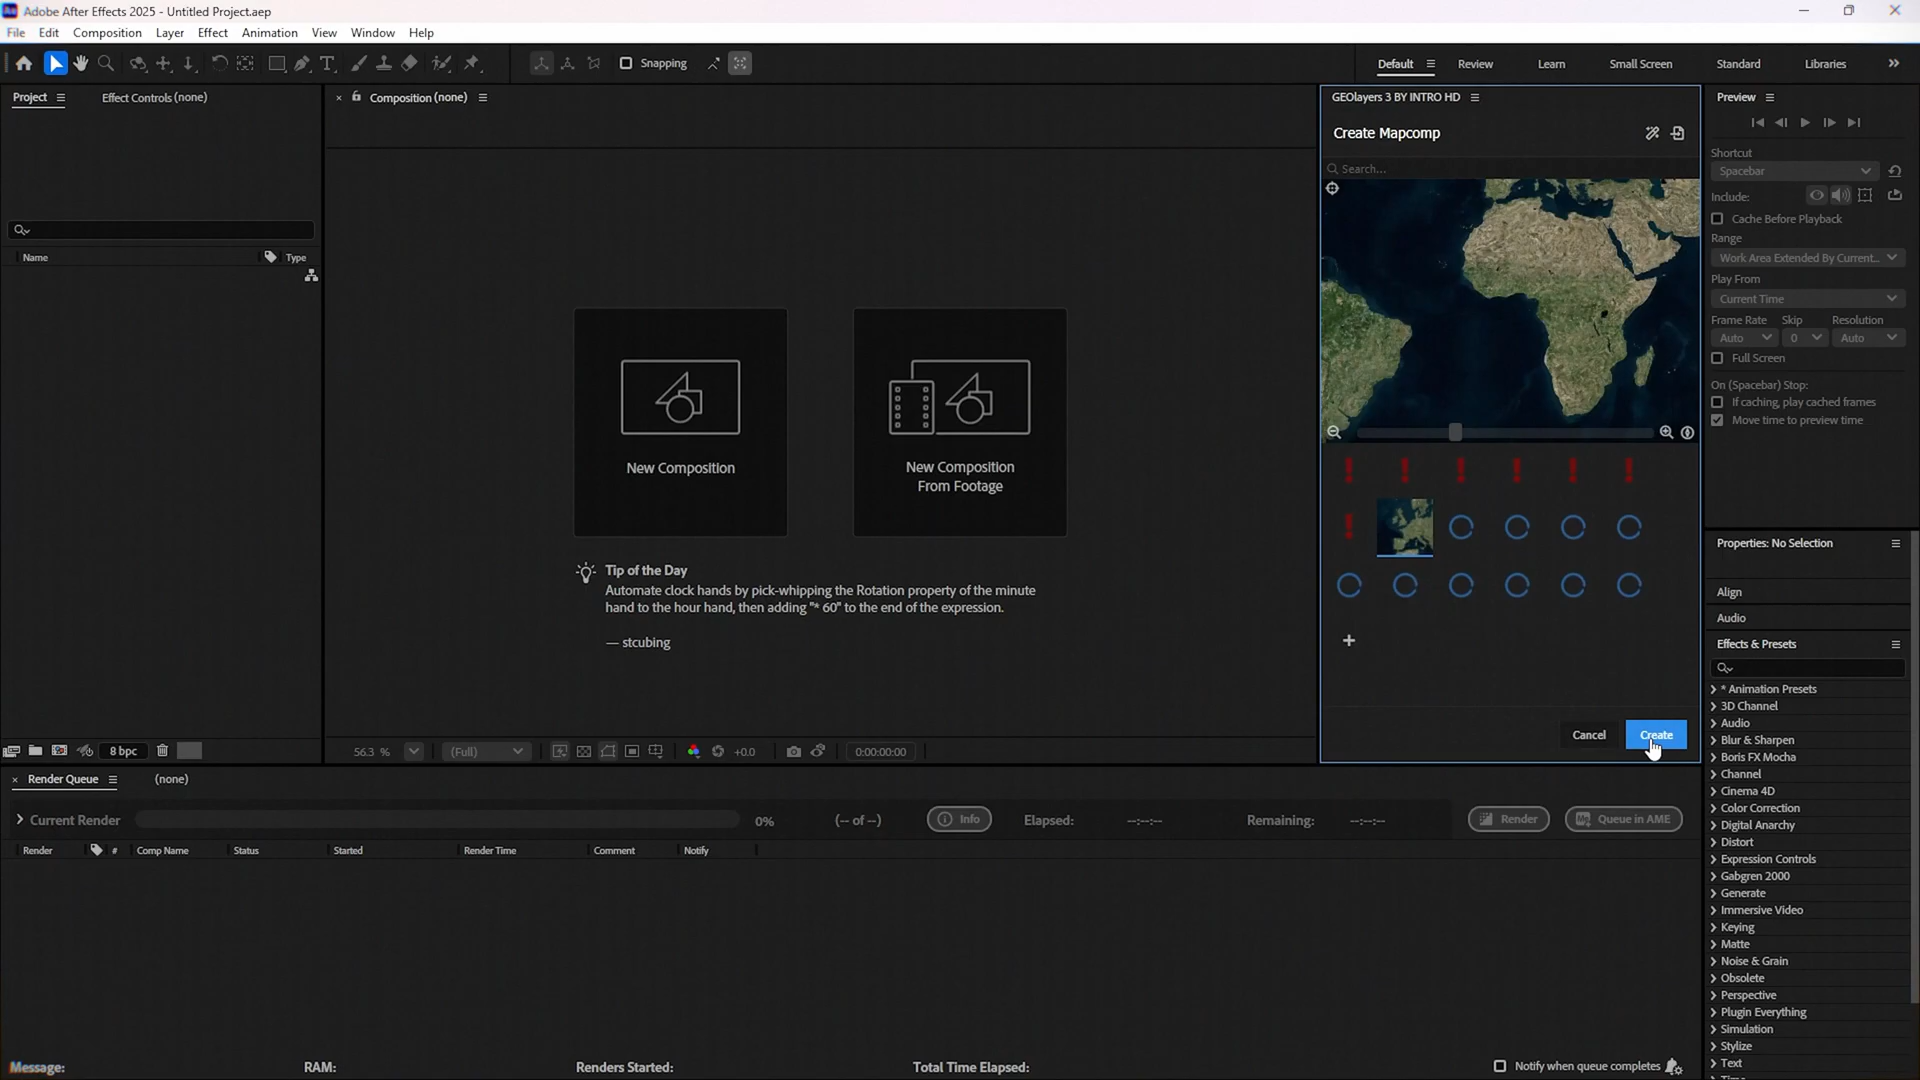 Adobe After Effects 2025 - Untitled Project.aep
File Edit Composition Layer Effect Animation View Window Help
Snapping
Default Review Learn Small Screen Standard Libraries
Project Effect Controls (none)
Composition (none)
GEOlayers 3 BY INTRO HD
Preview
Create Mapcomp
Search...
Shortcut
Spacebar
Include:
Cache Before Playback
Range
Work Area Extended By Current...
Play From
Current Time
Frame Rate Skip Resolution
Auto 0 Auto
Full Screen
On (Spacebar) Stop:
If caching, play cached frames
Move time to preview time
Name Type
New Composition
New Composition
From Footage
Tip of the Day
Automate clock hands by pick-whipping the Rotation property of the minute
hand to the hour hand, then adding "* 60" to the end of the expression.
— stcubing
Cancel Create
Properties: No Selection
Align
Audio
Effects & Presets
* Animation Presets
3D Channel
Audio
Blur & Sharpen
Boris FX Mocha
Channel
Cinema 4D
Color Correction
Digital Anarchy
Distort
Expression Controls
Gabgren 2000
Generate
Immersive Video
Keying
Matte
Noise & Grain
Obsolete
Perspective
Plugin Everything
Simulation
Stylize
Text
8 bpc
56.3 % (Full) +0.0 0:00:00:00
Render Queue (none)
Current Render 0% (-- of --) Info Elapsed: --:--:-- Remaining: --:--:-- Render Queue in AME
Render # Comp Name Status Started Render Time Comment Notify
Message: RAM: Renders Started: Total Time Elapsed: Notify when queue completes